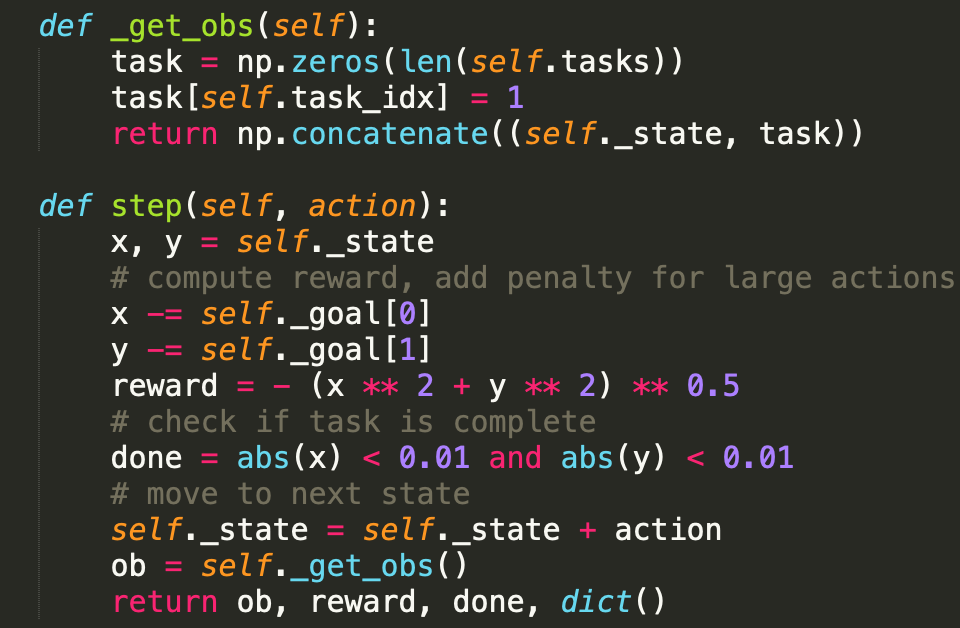 def _get_obs(self):
    task = np.zeros(len(self.tasks))
    task[self.task_idx] = 1
    return np.concatenate((self._state, task))

def step(self, action):
    x, y = self._state
    # compute reward, add penalty for large actions
    x -= self._goal[0]
    y -= self._goal[1]
    reward = - (x ** 2 + y ** 2) ** 0.5
    # check if task is complete
    done = abs(x) < 0.01 and abs(y) < 0.01
    # move to next state
    self._state = self._state + action
    ob = self._get_obs()
    return ob, reward, done, dict()